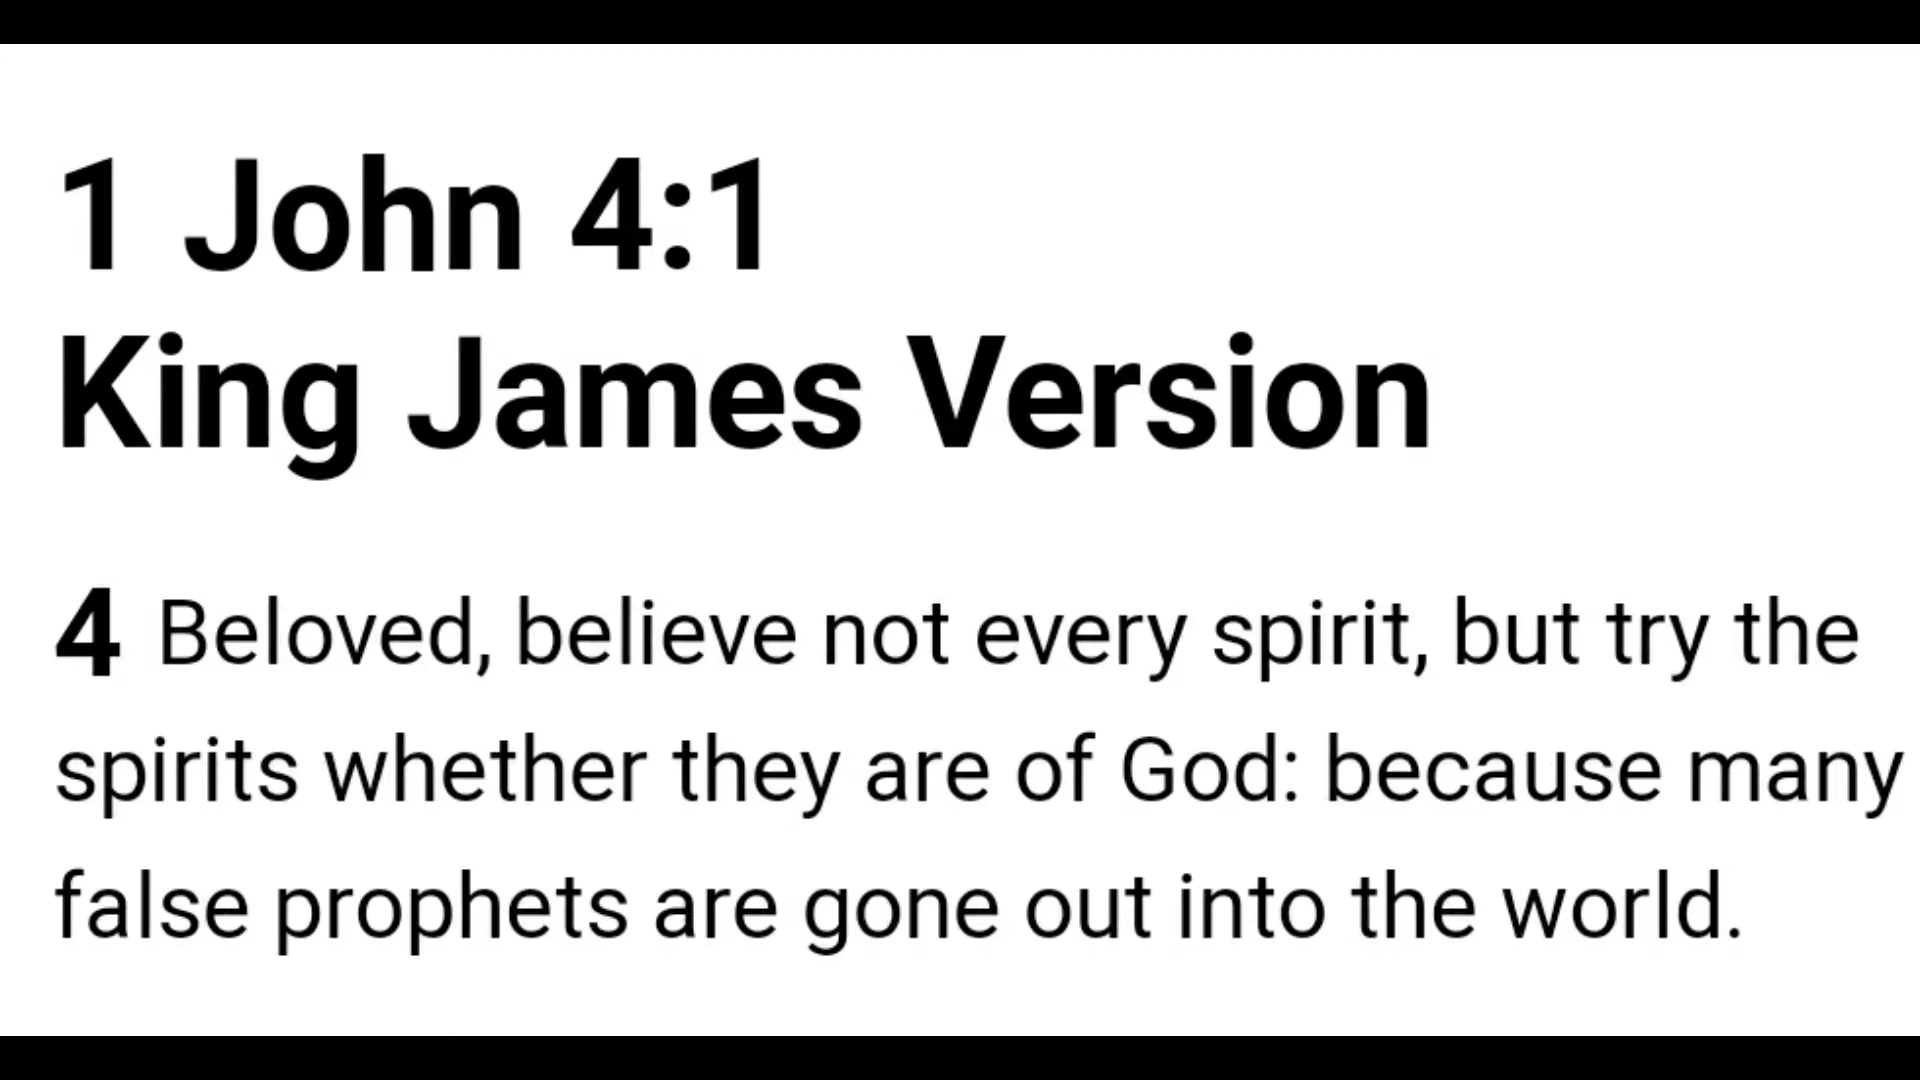 1 John 4:1
King James Version
4 Beloved, believe not every spirit, but try the
spirits whether they are of God: because many
false prophets are gone out into the world.